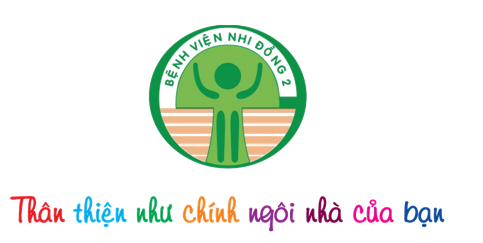 BỆNH VIỆN NHI ĐỒNG 2
Thân thiện như chính ngôi nhà của bạn